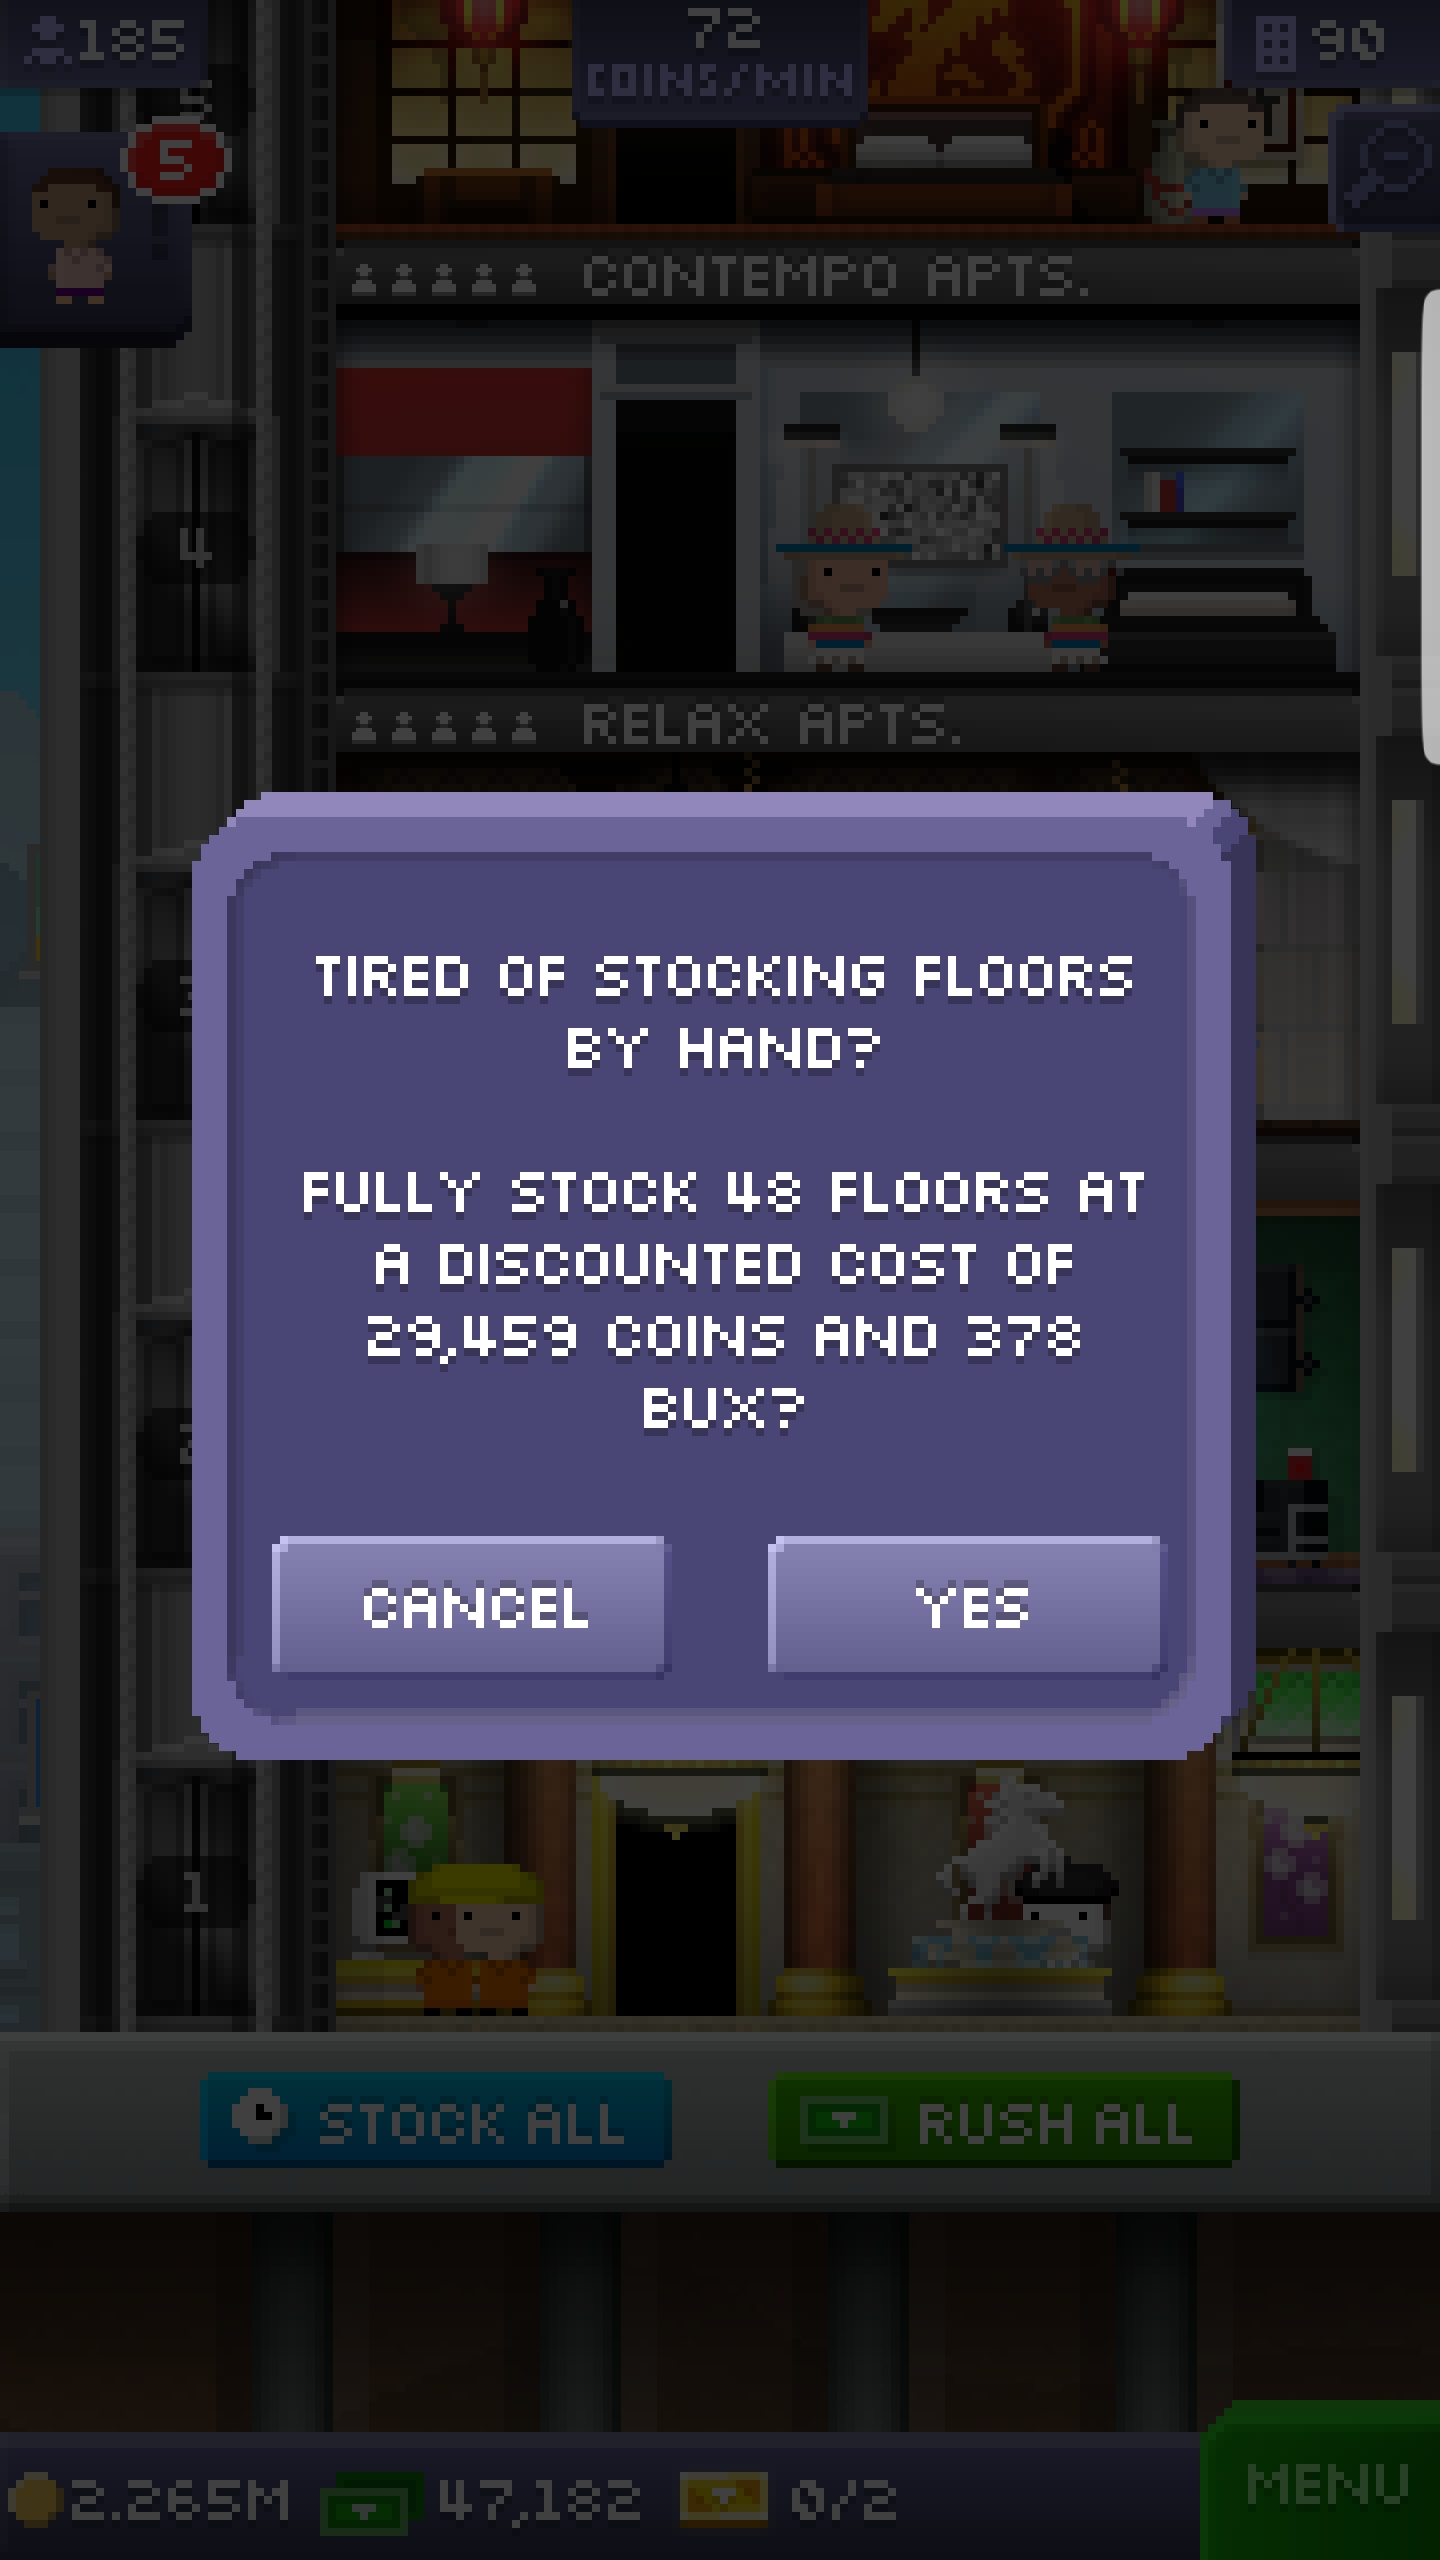 185
72
COINS/MIN
90
5
5
CONTEMPO APTS.
4
RELAX APTS.
TIRED OF STOCKING FLOORS
BY HAND?
FULLY STOCK 48 FLOORS AT
A DISCOUNTED COST OF
29,459 COINS AND 378
BUX?
CANCEL
YES
1
STOCK ALL
RUSH ALL
2.265M
47,182
0/2
MENU